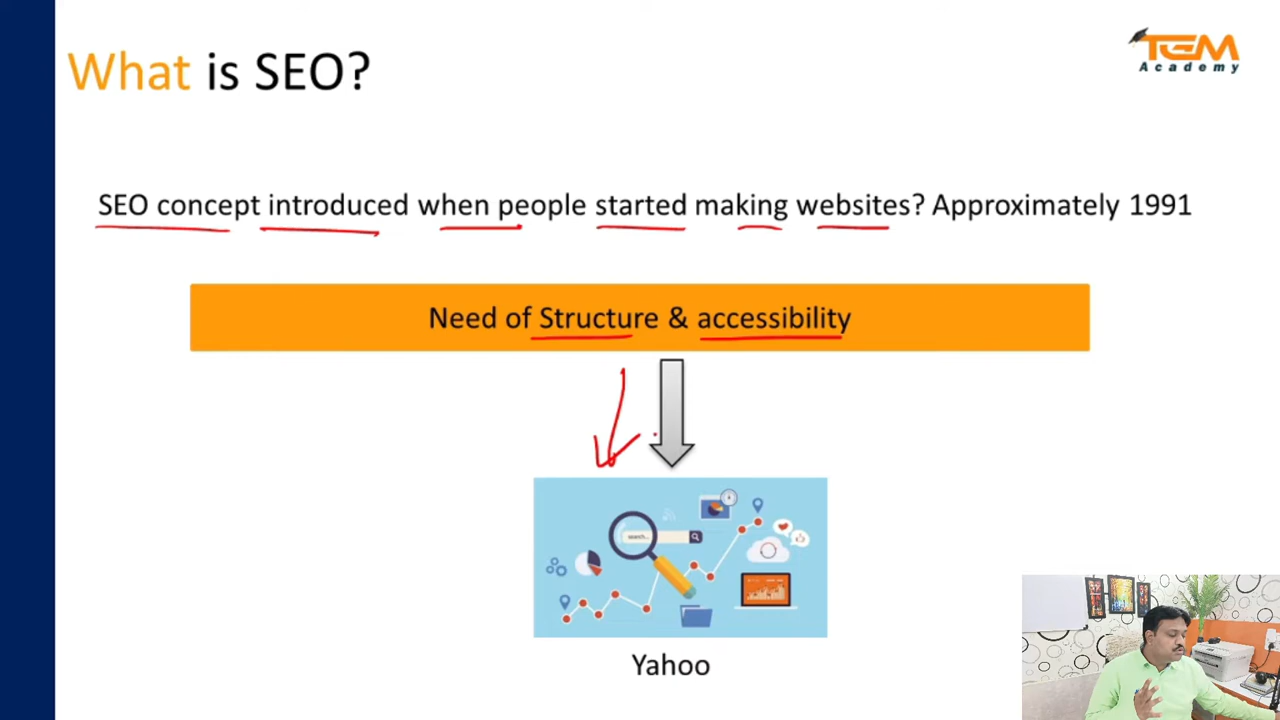 What is SEO?
TGM
Academy
SEO concept introduced when people started making websites? Approximately 1991
Need of Structure & accessibility
search...
Yahoo